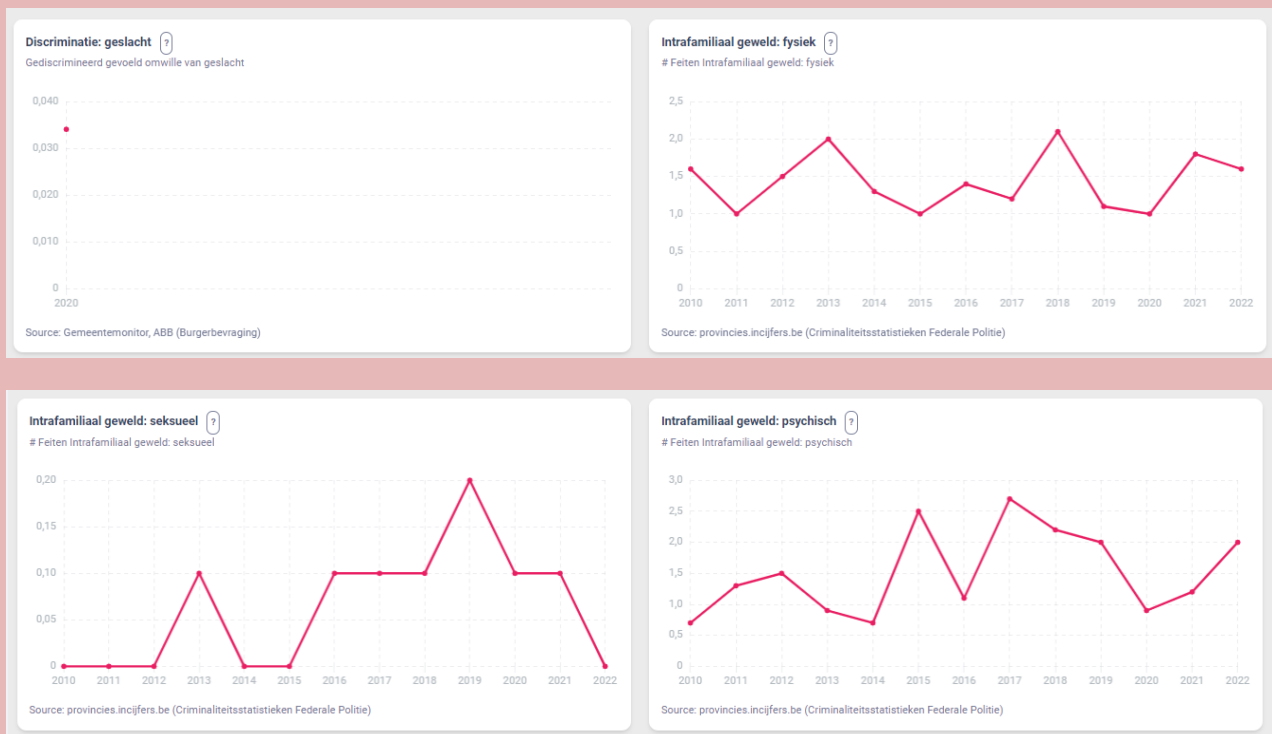 Discriminatie: geslacht ?
Gediscrimineerd gevoeld omwille van geslacht
0,040
0,030
0,020
0,010
0
2020
Source: Gemeentemonitor, ABB (Burgerbevraging)
Intrafamiliaal geweld: fysiek ?
# Feiten Intrafamiliaal geweld: fysiek
2,5
2,0
1,5
1,0
0,5
0
2010 2011 2012 2013 2014 2015 2016 2017 2018 2019 2020 2021 2022
Source: provincies.incijfers.be (Criminaliteitsstatistieken Federale Politie)
Intrafamiliaal geweld: seksueel ?
# Feiten Intrafamiliaal geweld: seksueel
0,20
0,15
0,10
0,05
0
2010 2011 2012 2013 2014 2015 2016 2017 2018 2019 2020 2021 2022
Source: provincies.incijfers.be (Criminaliteitsstatistieken Federale Politie)
Intrafamiliaal geweld: psychisch ?
# Feiten Intrafamiliaal geweld: psychisch
3,0
2,5
2,0
1,5
1,0
0,5
0
2010 2011 2012 2013 2014 2015 2016 2017 2018 2019 2020 2021 2022
Source: provincies.incijfers.be (Criminaliteitsstatistieken Federale Politie)